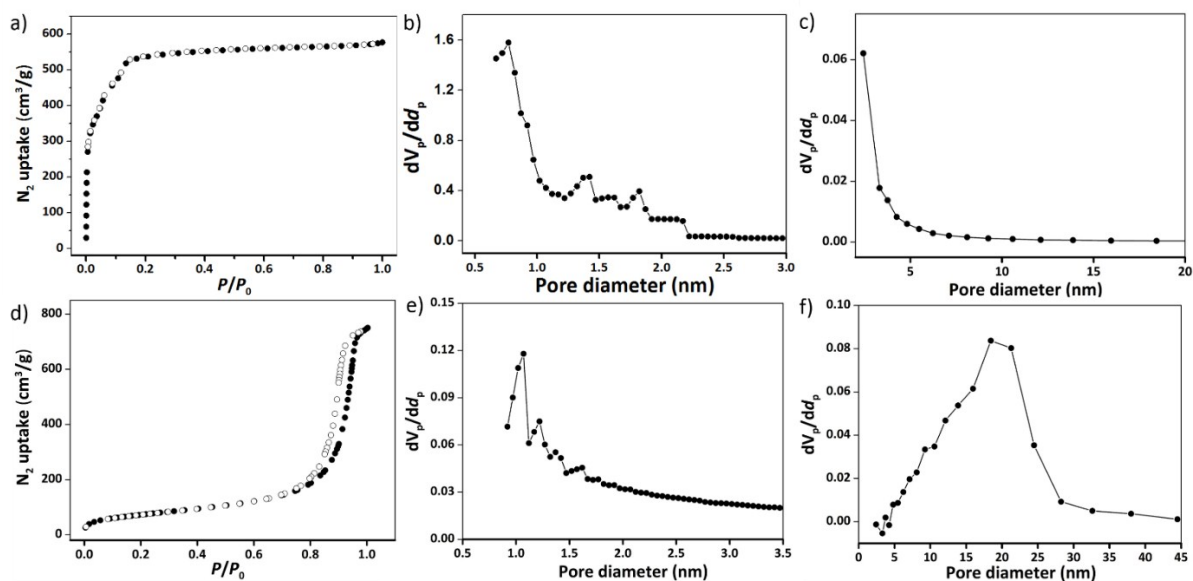 a)
N₂ uptake (cm³/g)
600
500
400
300
200
100
0
0.0 0.2 0.4 0.6 0.8 1.0
P/P₀
b)
dVₚ/ddₚ
1.6
1.2
0.8
0.4
0.0
0.5 1.0 1.5 2.0 2.5 3.0
Pore diameter (nm)
c)
dVₚ/ddₚ
0.06
0.04
0.02
0.00
5 10 15 20
Pore diameter (nm)
d)
N₂ uptake (cm³/g)
800
600
400
200
0
0.0 0.2 0.4 0.6 0.8 1.0
P/P₀
e)
dVₚ/ddₚ
0.15
0.12
0.09
0.06
0.03
0.00
0.5 1.0 1.5 2.0 2.5 3.0 3.5
Pore diameter (nm)
f)
dVₚ/ddₚ
0.10
0.08
0.06
0.04
0.02
0.00
0 5 10 15 20 25 30 35 40 45
Pore diameter (nm)